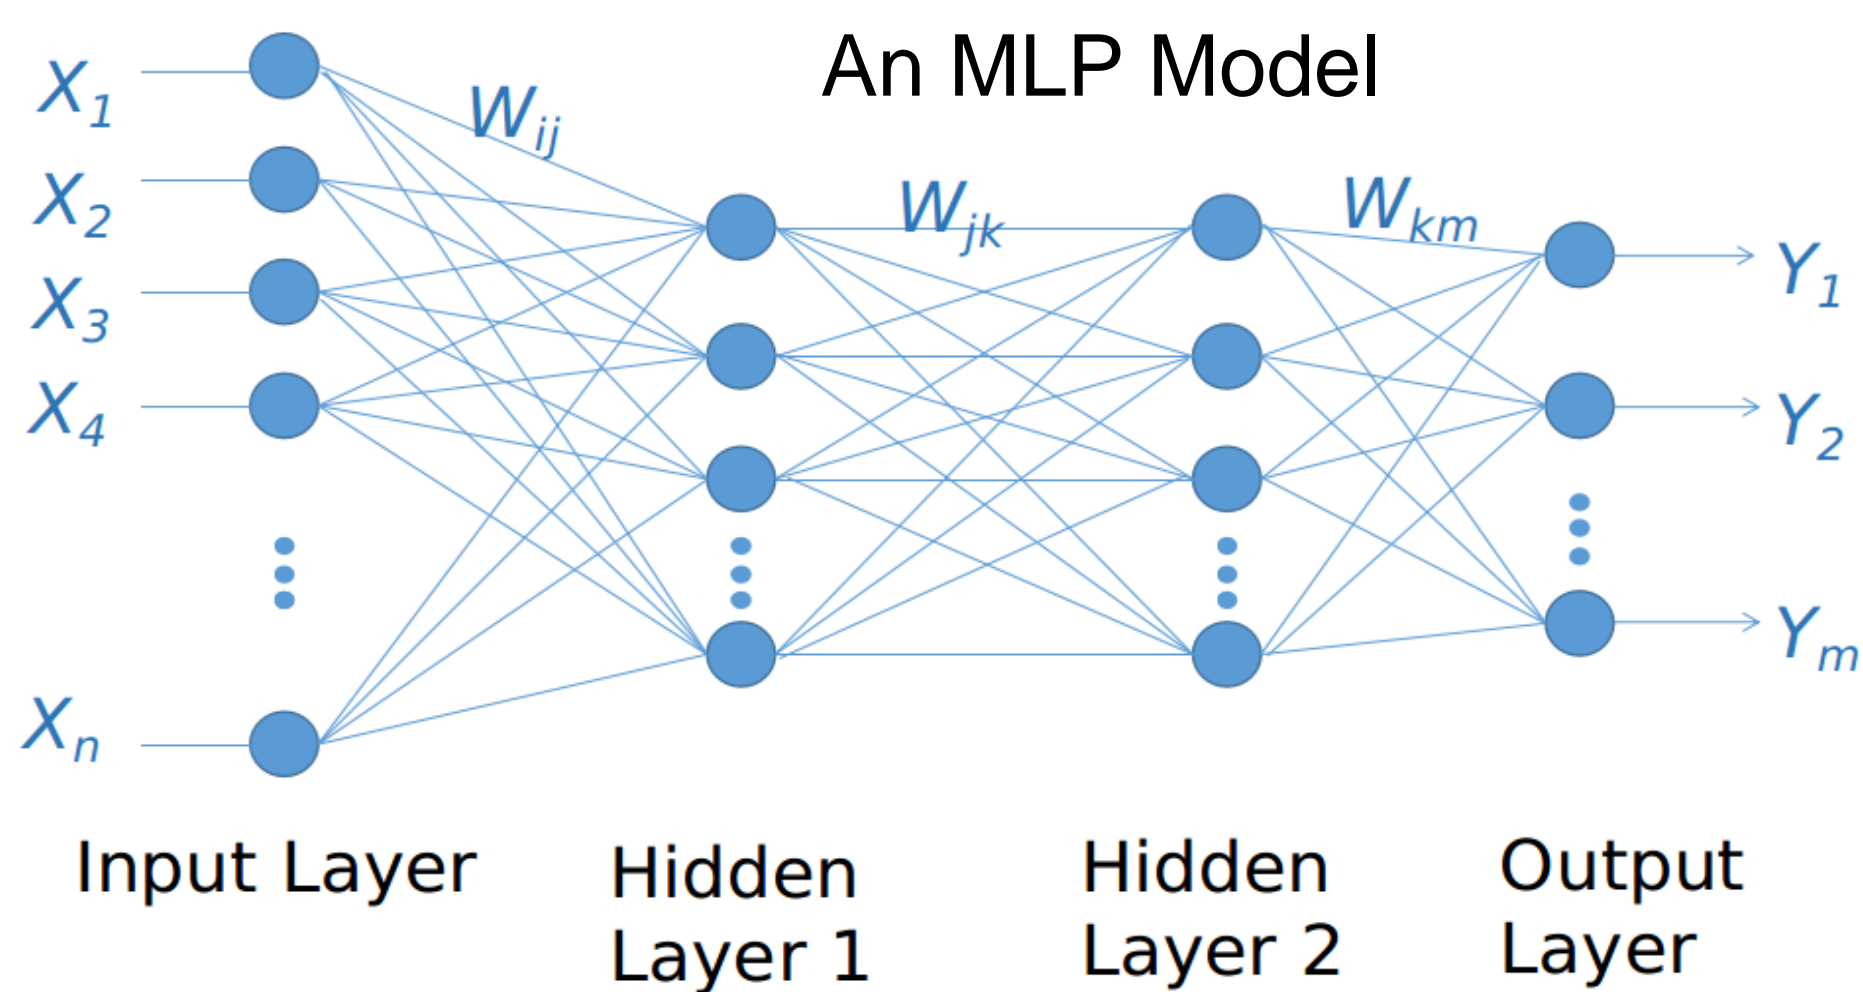 An MLP Model
X1
X2
X3
X4
Xn
Wij
Wjk
Wkm
Y1
Y2
Ym
Input Layer
Hidden
Layer 1
Hidden
Layer 2
Output
Layer